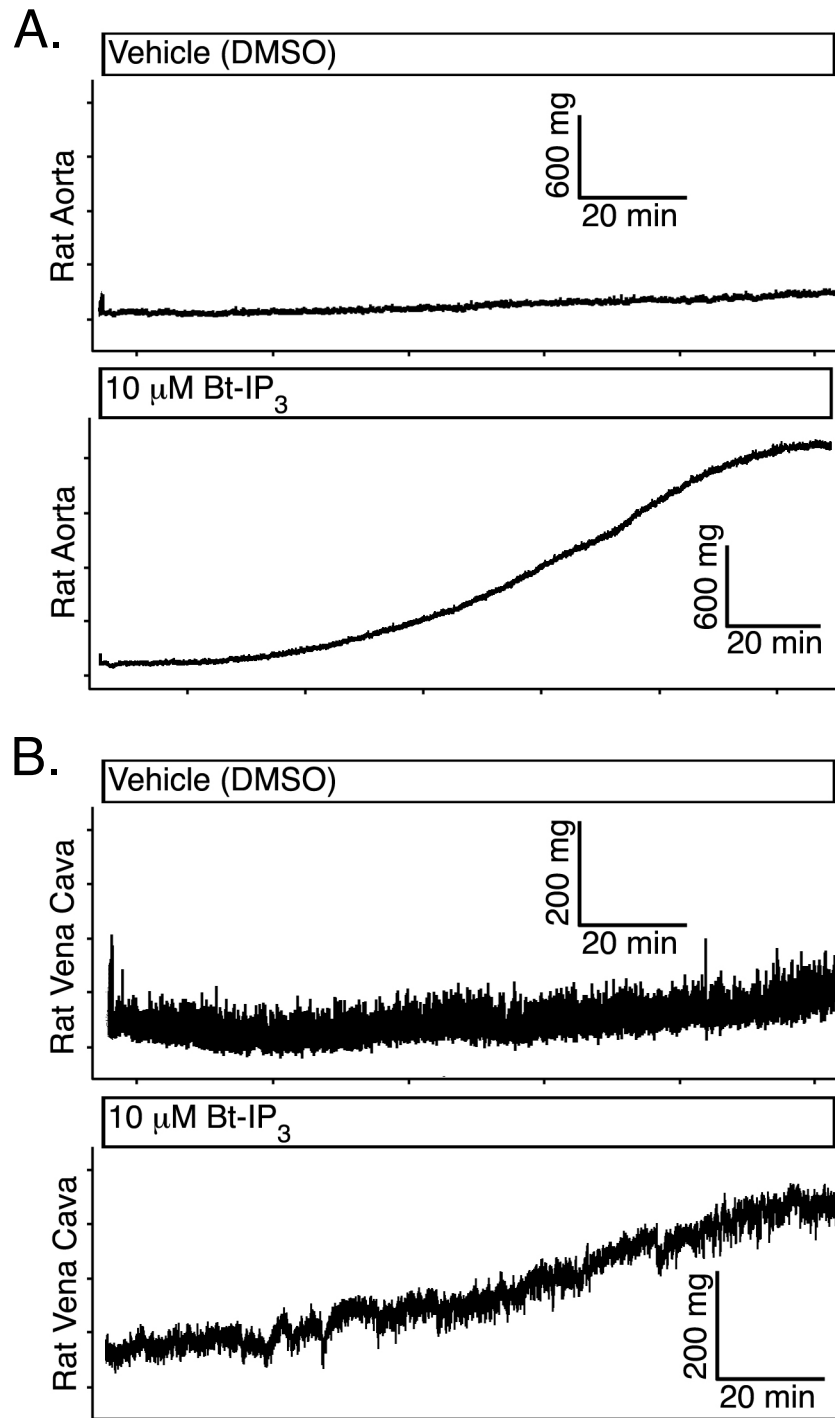 A.
Vehicle (DMSO)
Rat Aorta
600 mg
20 min
10 μM Bt-IP₃
Rat Aorta
600 mg
20 min
B.
Vehicle (DMSO)
Rat Vena Cava
200 mg
20 min
10 μM Bt-IP₃
Rat Vena Cava
200 mg
20 min